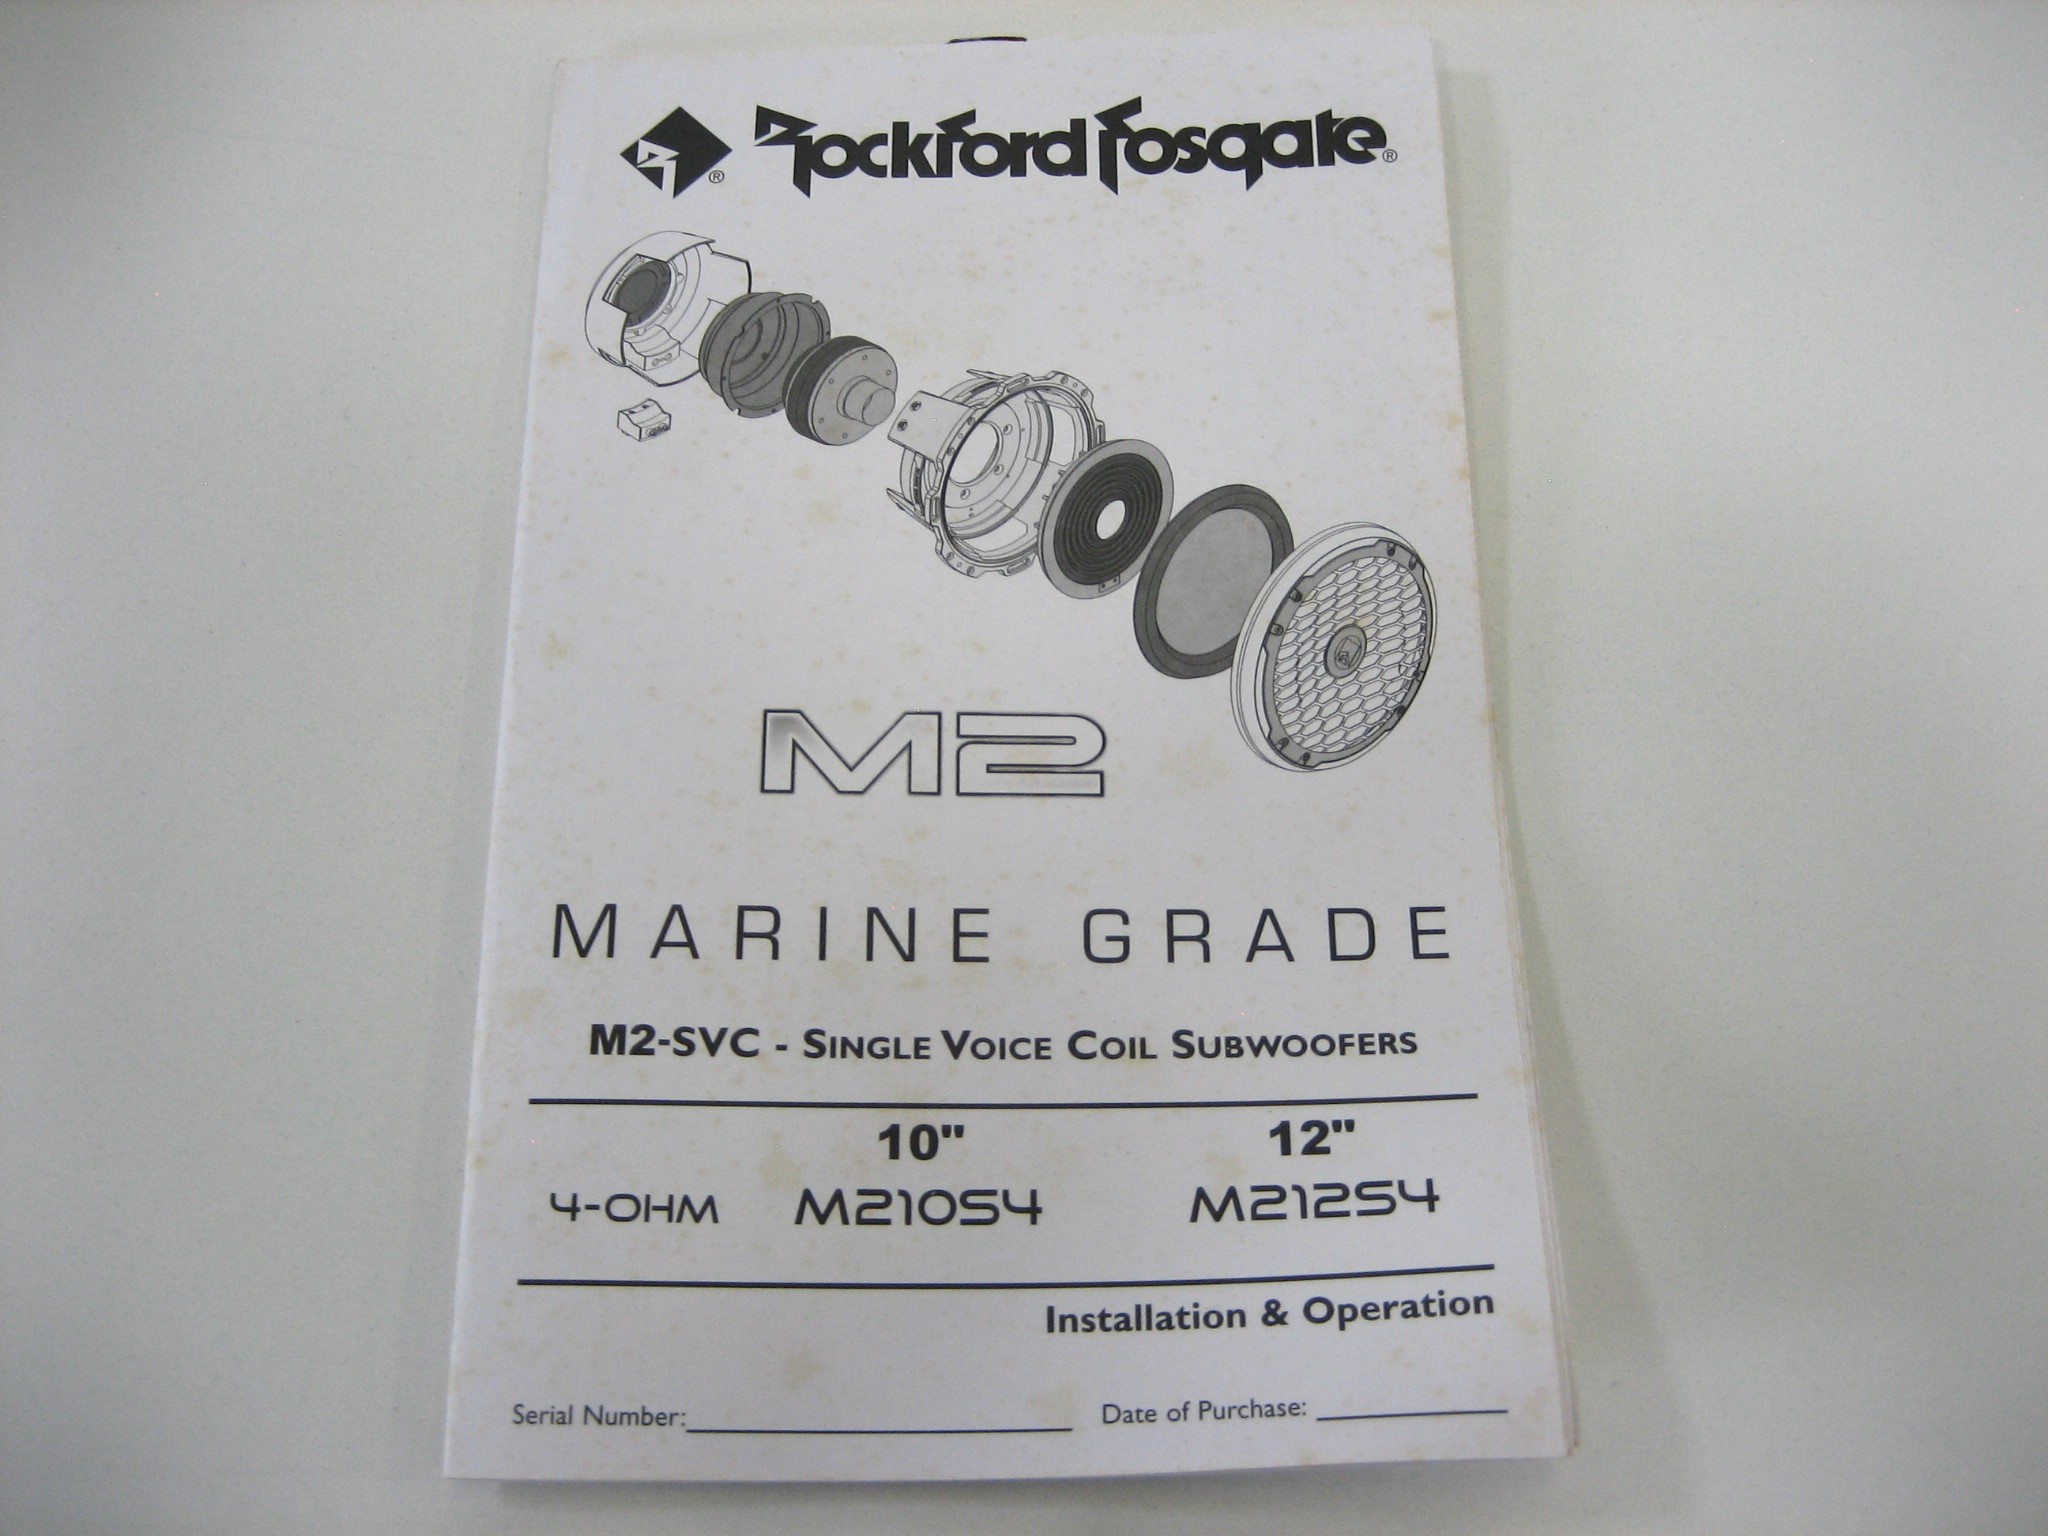 Rockford Fosgate®
M2
MARINE GRADE
M2-SVC - SINGLE VOICE COIL SUBWOOFERS
10" 12"
4-OHM M210S4 M212S4
Installation & Operation
Serial Number: Date of Purchase: